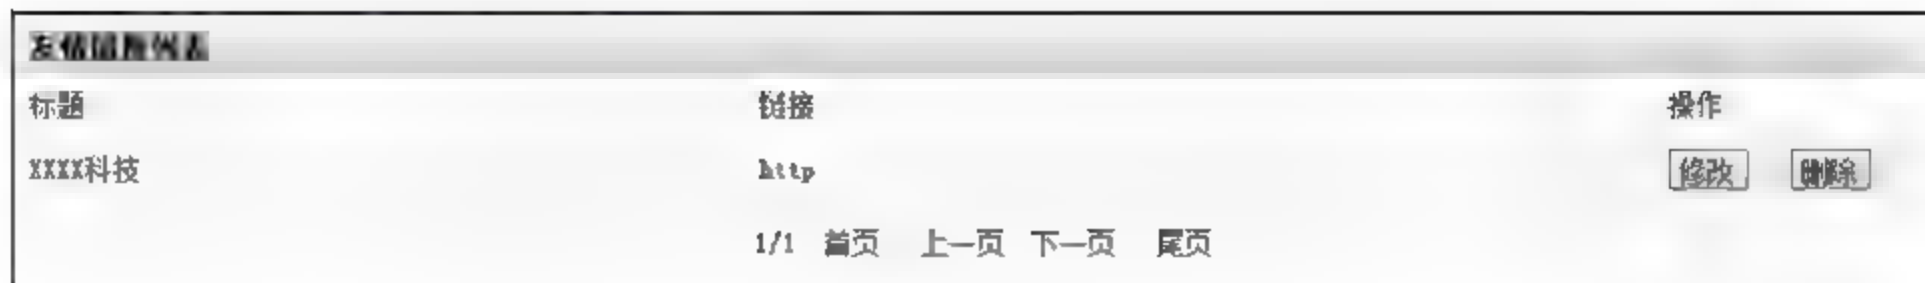 友情链接列表
标题 链接 操作
XXXX科技 http 修改 删除
1/1 首页 上一页 下一页 尾页